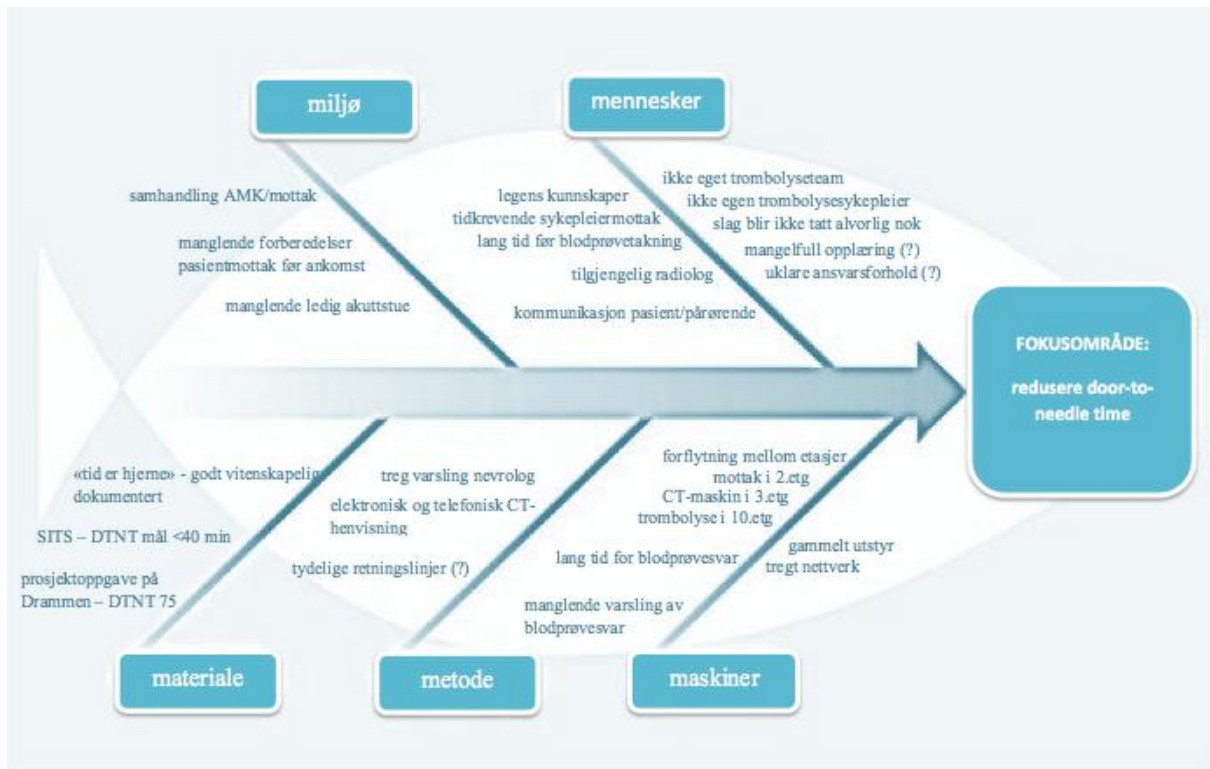 miljø
mennesker
samhandling AMK/mottak
manglende forberedelser
pasientmottak før ankomst
manglende ledig akuttstue
legens kunnskaper
tidkrevende sykepleiermottak
lang tid før blodprøvetakning
tilgjengelig radiolog
kommunikasjon pasient/pårørende
ikke eget trombolyseteam
ikke egen trombolysesykepleier
slag blir ikke tatt alvorlig nok
mangelfull opplæring (?)
uklare ansvarsforhold (?)
FOKUSOMRÅDE:
redusere door-to-
needle time
«tid er hjerne» - godt vitenskapelig
dokumentert
SITS – DTNT mål <40 min
prosjektoppgave på
Drammen – DTNT 75
treg varsling nevrolog
elektronisk og telefonisk CT-
henvisning
tydelige retningslinjer (?)
forflytning mellom etasjer
mottak i 2.etg
CT-maskin i 3.etg
trombolyse i 10.etg
lang tid for blodprøvesvar
manglende varsling av
blodprøvesvar
gammelt utstyr
tregt nettverk
materiale
metode
maskiner